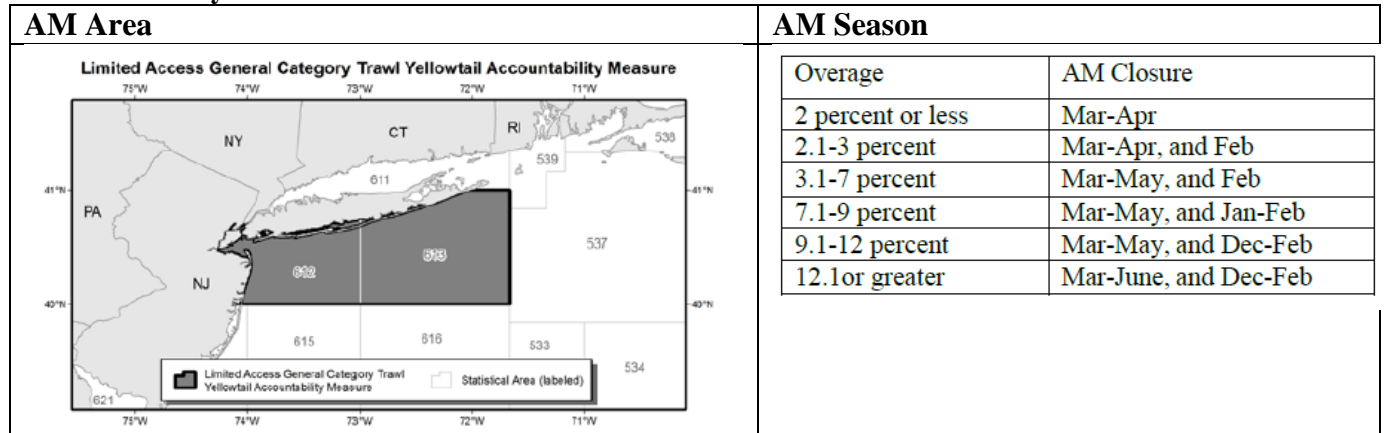 AM Area
AM Season
Limited Access General Category Trawl Yellowtail Accountability Measure
75°W 74°W 73°W 72°W 71°W
NY
CT
RI
538
539
611
41°N 41°N
PA
537
613
612
NJ
40°N 40°N
615
616
533
534
Limited Access General Category Trawl
Yellowtail Accountability Measure
Statistical Area (labeled)
621
75°W 74°W 73°W 72°W 71°W
Overage AM Closure
2 percent or less Mar-Apr
2.1-3 percent Mar-Apr, and Feb
3.1-7 percent Mar-May, and Feb
7.1-9 percent Mar-May, and Jan-Feb
9.1-12 percent Mar-May, and Dec-Feb
12.1or greater Mar-June, and Dec-Feb